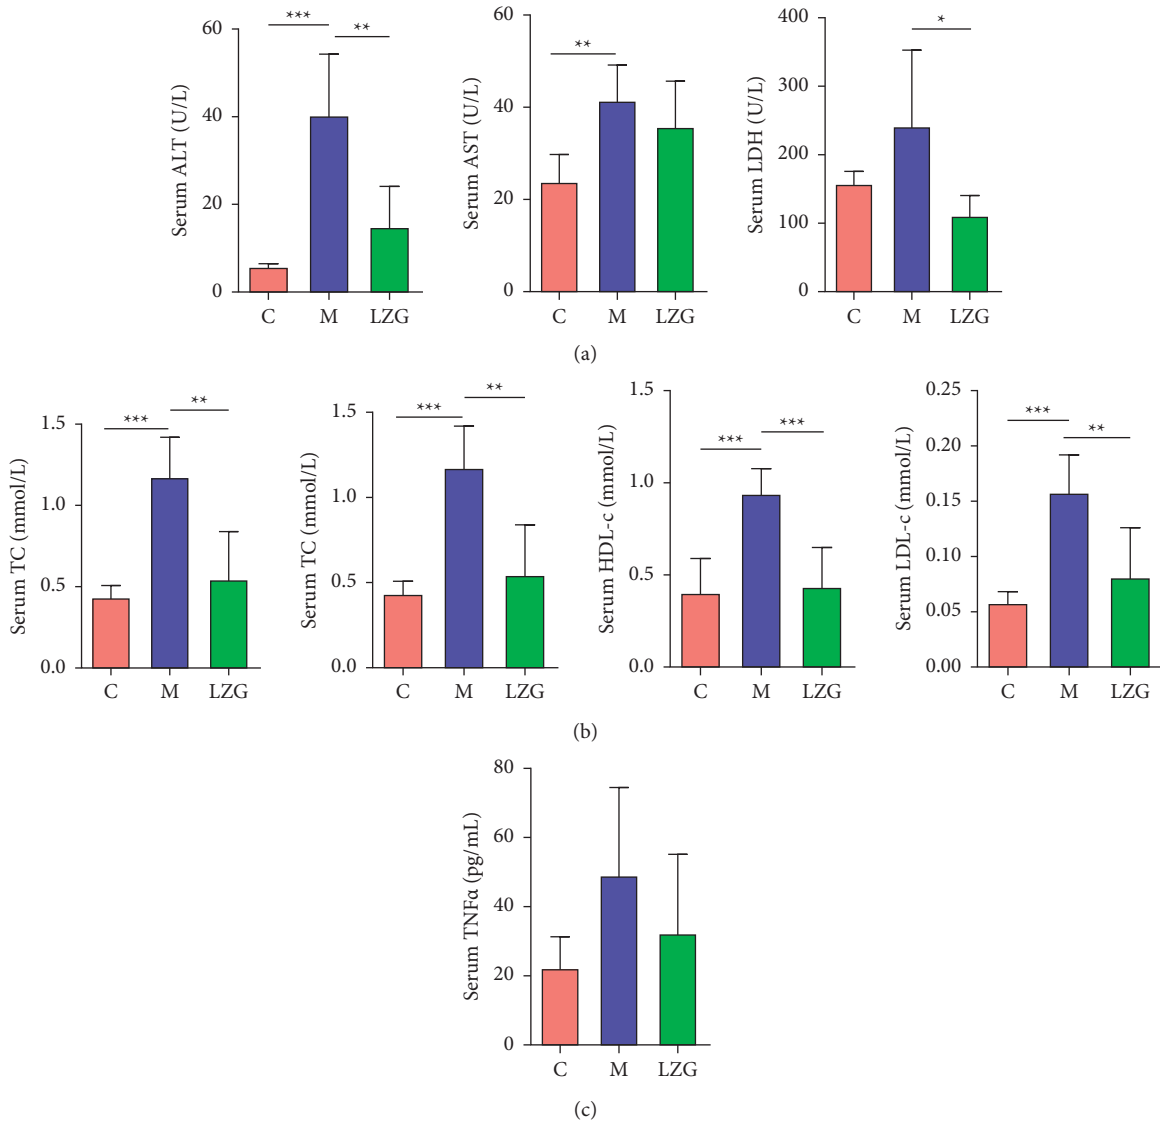 *** **
60
40
20
0
Serum ALT (U/L)
C M LZG
**
60
40
20
0
Serum AST (U/L)
C M LZG
*
400
300
200
100
0
Serum LDH (U/L)
C M LZG
(a)
*** **
1.5
1.0
0.5
0.0
Serum TC (mmol/L)
C M LZG
*** **
1.5
1.0
0.5
0.0
Serum TC (mmol/L)
C M LZG
*** ***
1.5
1.0
0.5
0.0
Serum HDL-c (mmol/L)
C M LZG
*** **
0.25
0.20
0.15
0.10
0.05
0.00
Serum LDL-c (mmol/L)
C M LZG
(b)
80
60
40
20
0
Serum TNFα (pg/mL)
C M LZG
(c)